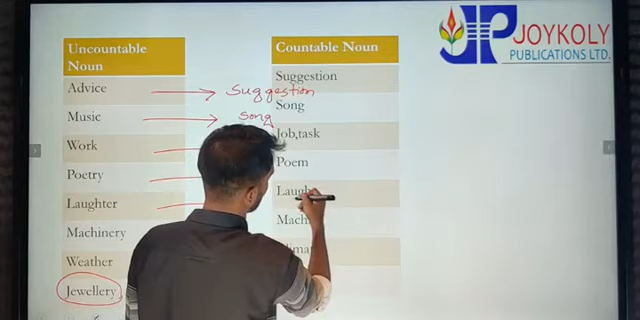 Uncountable
Noun
Advice
Music
Work
Poetry
Laughter
Machinery
Weather
Jewellery
Suggestion
Song
Countable Noun
Suggestion
Song
Job,task
Poem
JP JOYKOLY
PUBLICATIONS LTD.